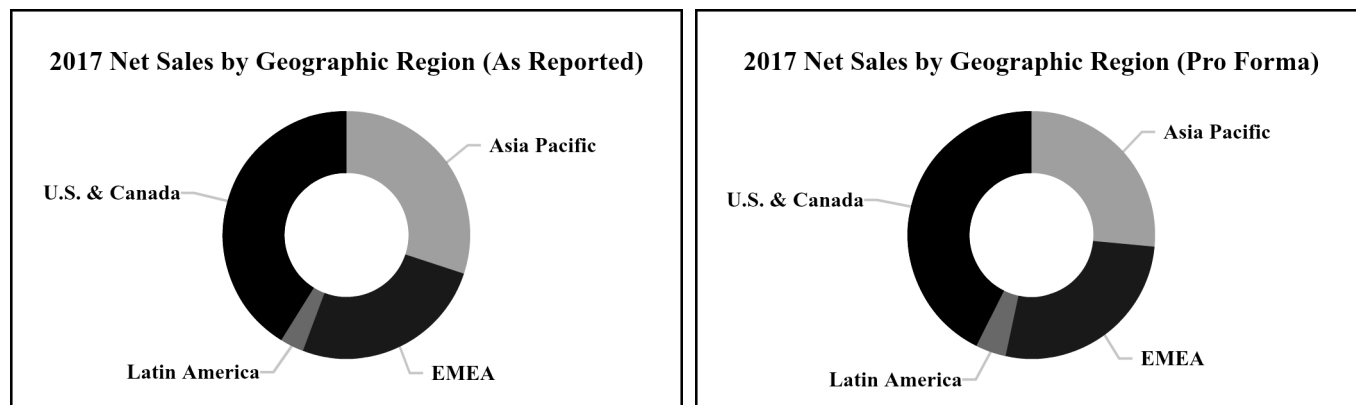 2017 Net Sales by Geographic Region (As Reported)
Asia Pacific
U.S. & Canada
Latin America
EMEA
2017 Net Sales by Geographic Region (Pro Forma)
Asia Pacific
U.S. & Canada
EMEA
Latin America